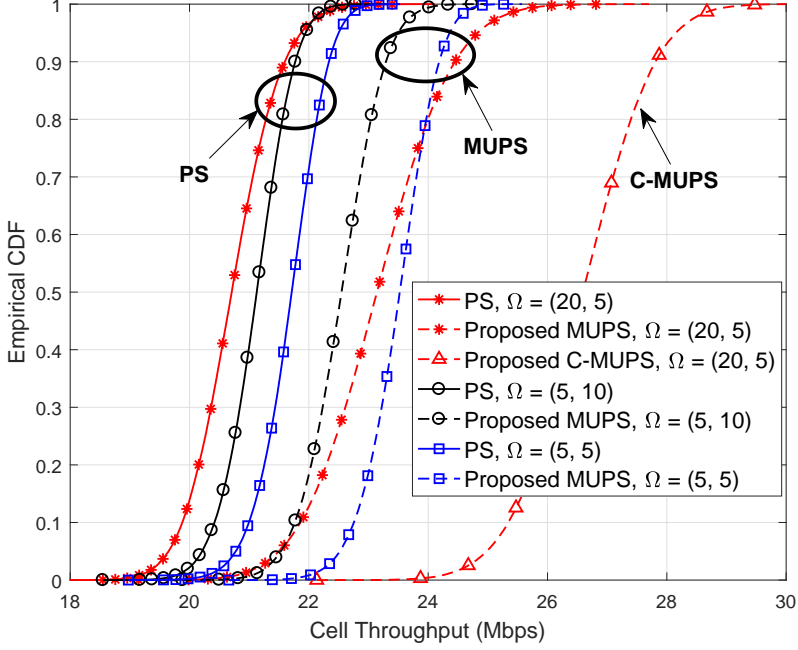 1
0.9
0.8
0.7
0.6
0.5
0.4
0.3
0.2
0.1
0
Empirical CDF
PS
MUPS
C-MUPS
PS, Ω = (20, 5)
Proposed MUPS, Ω = (20, 5)
Proposed C-MUPS, Ω = (20, 5)
PS, Ω = (5, 10)
Proposed MUPS, Ω = (5, 10)
PS, Ω = (5, 5)
Proposed MUPS, Ω = (5, 5)
18 20 22 24 26 28 30
Cell Throughput (Mbps)